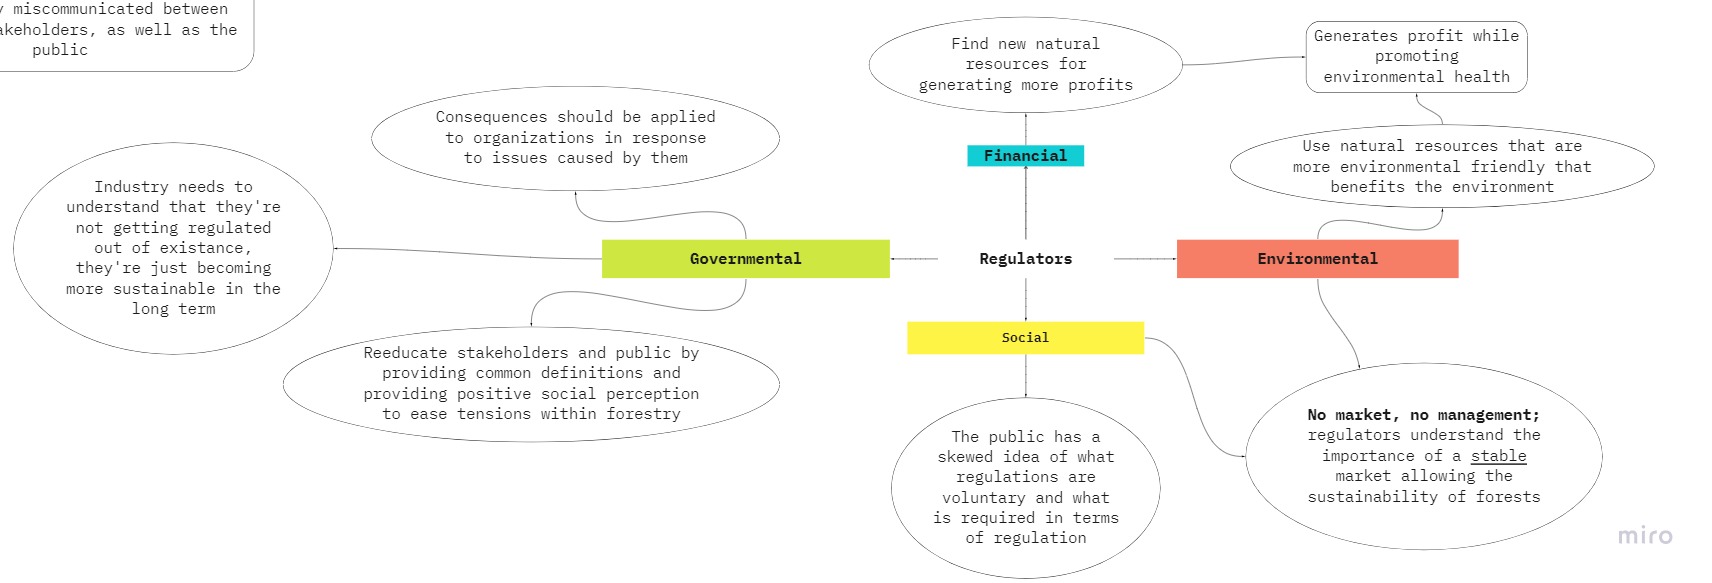 miscommunicated between
stakeholders, as well as the
public
Find new natural
resources for
generating more profits
Generates profit while
promoting
environmental health
Consequences should be applied
to organizations in response
to issues caused by them
Financial
Use natural resources that are
more environmental friendly that
benefits the environment
Industry needs to
understand that they're
not getting regulated
out of existance,
they're just becoming
more sustainable in the
long term
Governmental
Regulators
Environmental
Social
Reeducate stakeholders and public by
providing common definitions and
providing positive social perception
to ease tensions within forestry
The public has a
skewed idea of what
regulations are
voluntary and what
is required in terms
of regulation
No market, no management;
regulators understand the
importance of a stable
market allowing the
sustainability of forests
miro